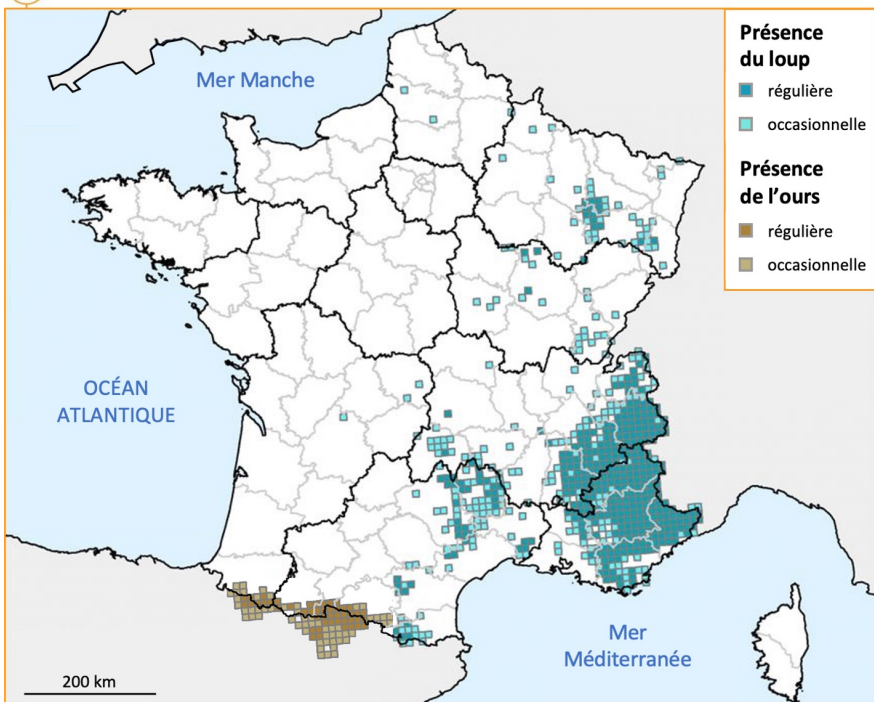 Mer Manche
OCÉAN
ATLANTIQUE
Mer
Méditerranée
200 km
Présence
du loup
régulière
occasionnelle
Présence
de l'ours
régulière
occasionnelle